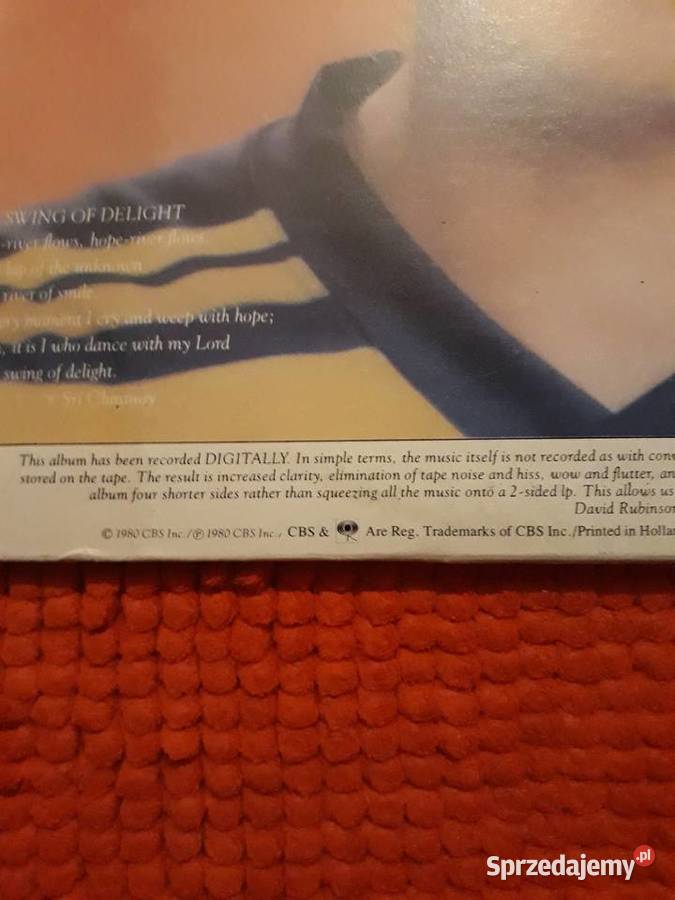 SWING OF DELIGHT
-river flows, hope-river flows.
lap of the unknown
river of smile.
ery moment I cry and weep with hope;
, it is I who dance with my Lord
swing of delight.
Sri Chinmoy
This album has been recorded DIGITALLY. In simple terms, the music itself is not recorded as with conv
stored on the tape. The result is increased clarity, elimination of tape noise and hiss, wow and flutter, an
album four shorter sides rather than squeezing all the music onto a 2-sided lp. This allows us
David Rubinson
© 1980 CBS Inc./℗ 1980 CBS Inc./ CBS & Are Reg. Trademarks of CBS Inc./Printed in Hollan
Sprzedajemy.pl